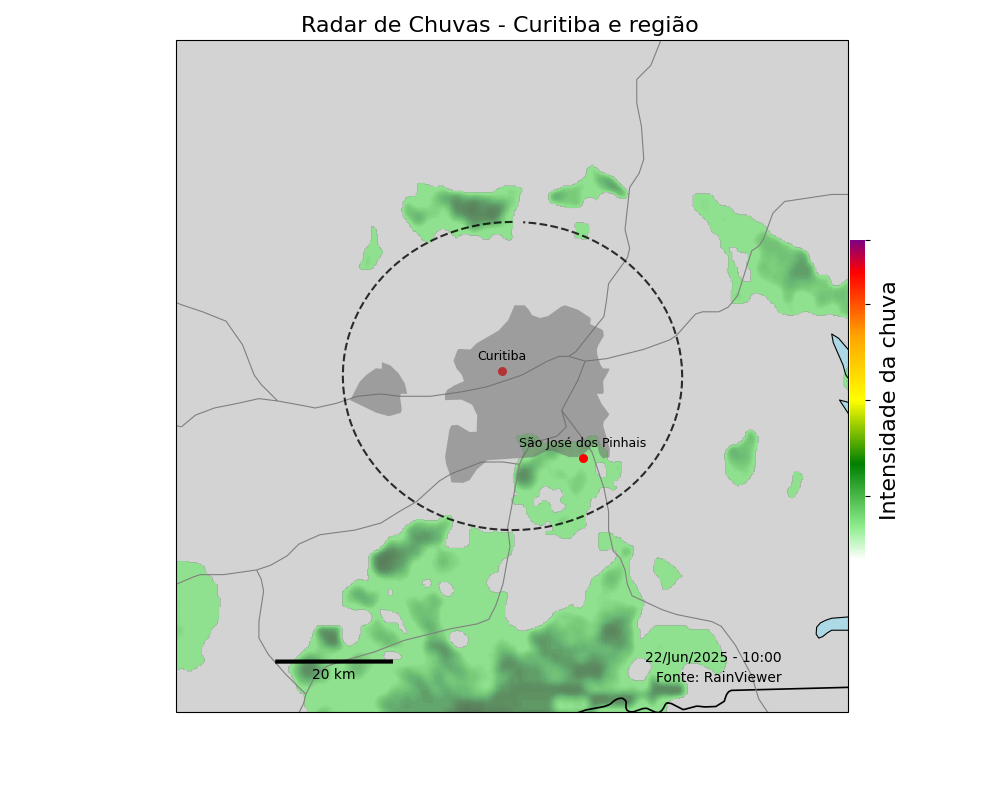 Radar de Chuvas - Curitiba e região
Curitiba
São José dos Pinhais
Intensidade da chuva
22/Jun/2025 - 10:00
Fonte: RainViewer
20 km